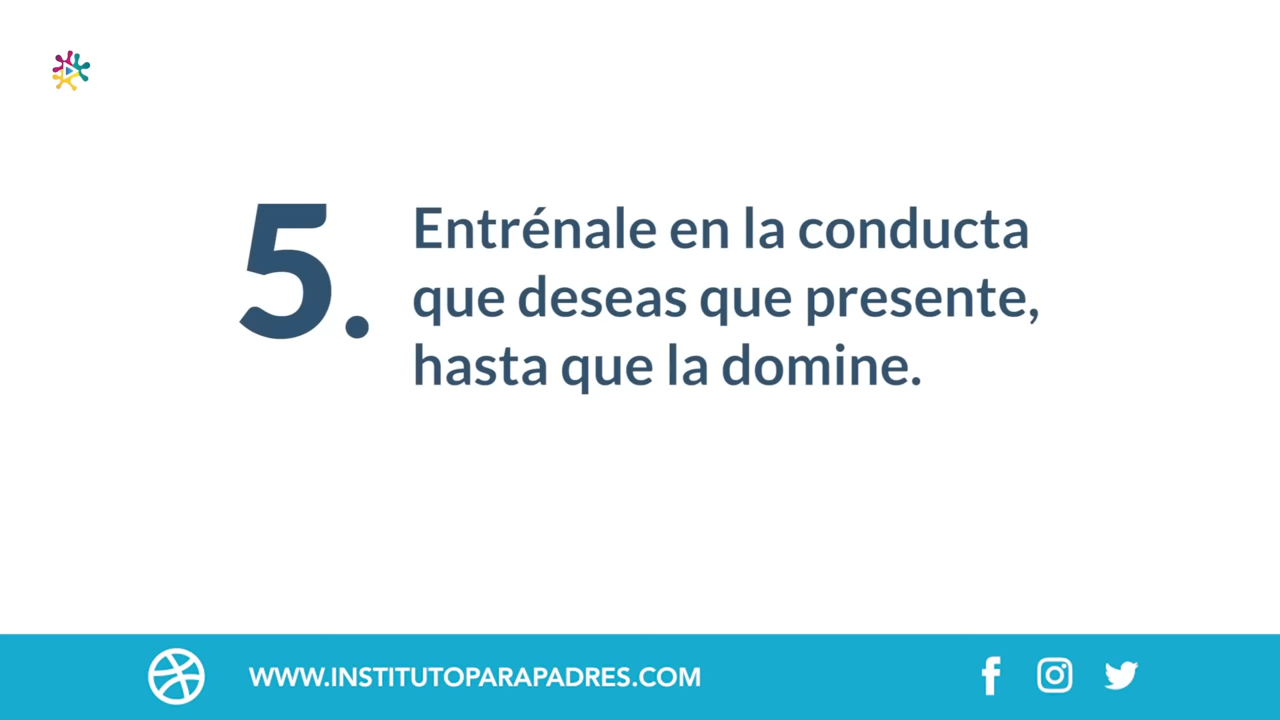 5.
Entrénale en la conducta
que deseas que presente,
hasta que la domine.
WWW.INSTITUTOPARAPADRES.COM